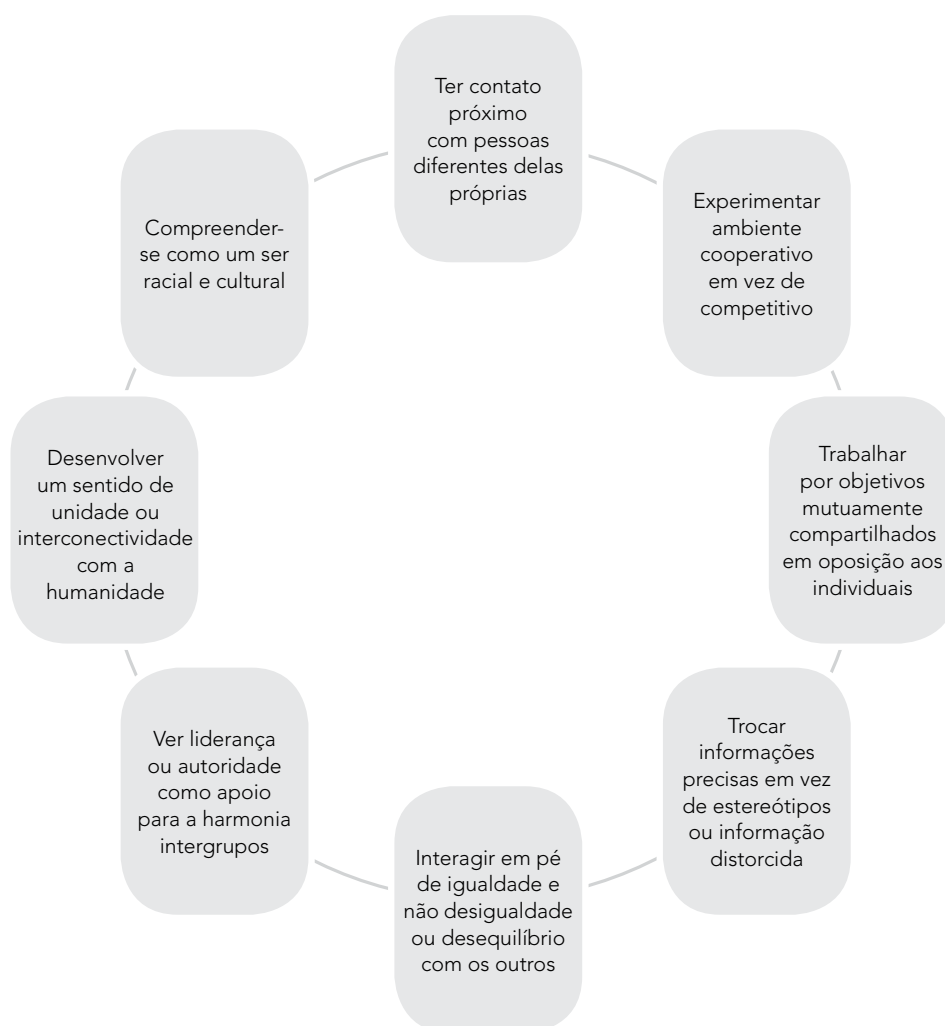 Ter contato
próximo
com pessoas
diferentes delas
próprias
Experimentar
ambiente
cooperativo
em vez de
competitivo
Trabalhar
por objetivos
mutuamente
compartilhados
em oposição aos
individuais
Trocar
informações
precisas em vez
de estereótipos
ou informação
distorcida
Interagir em pé
de igualdade e
não desigualdade
ou desequilíbrio
com os outros
Ver liderança
ou autoridade
como apoio
para a harmonia
intergrupos
Desenvolver
um sentido de
unidade ou
interconectividade
com a
humanidade
Compreender-
se como um ser
racial e cultural